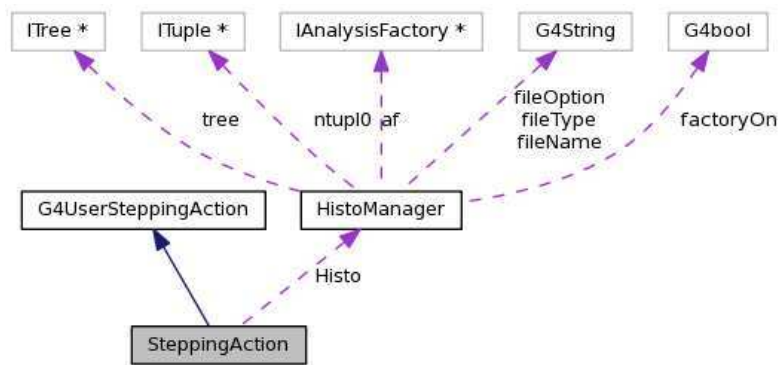 ITree *
ITuple *
IAnalysisFactory *
G4String
G4bool
fileOption
tree
ntupl0
af
fileType
factoryOn
fileName
G4UserSteppingAction
HistoManager
Histo
SteppingAction